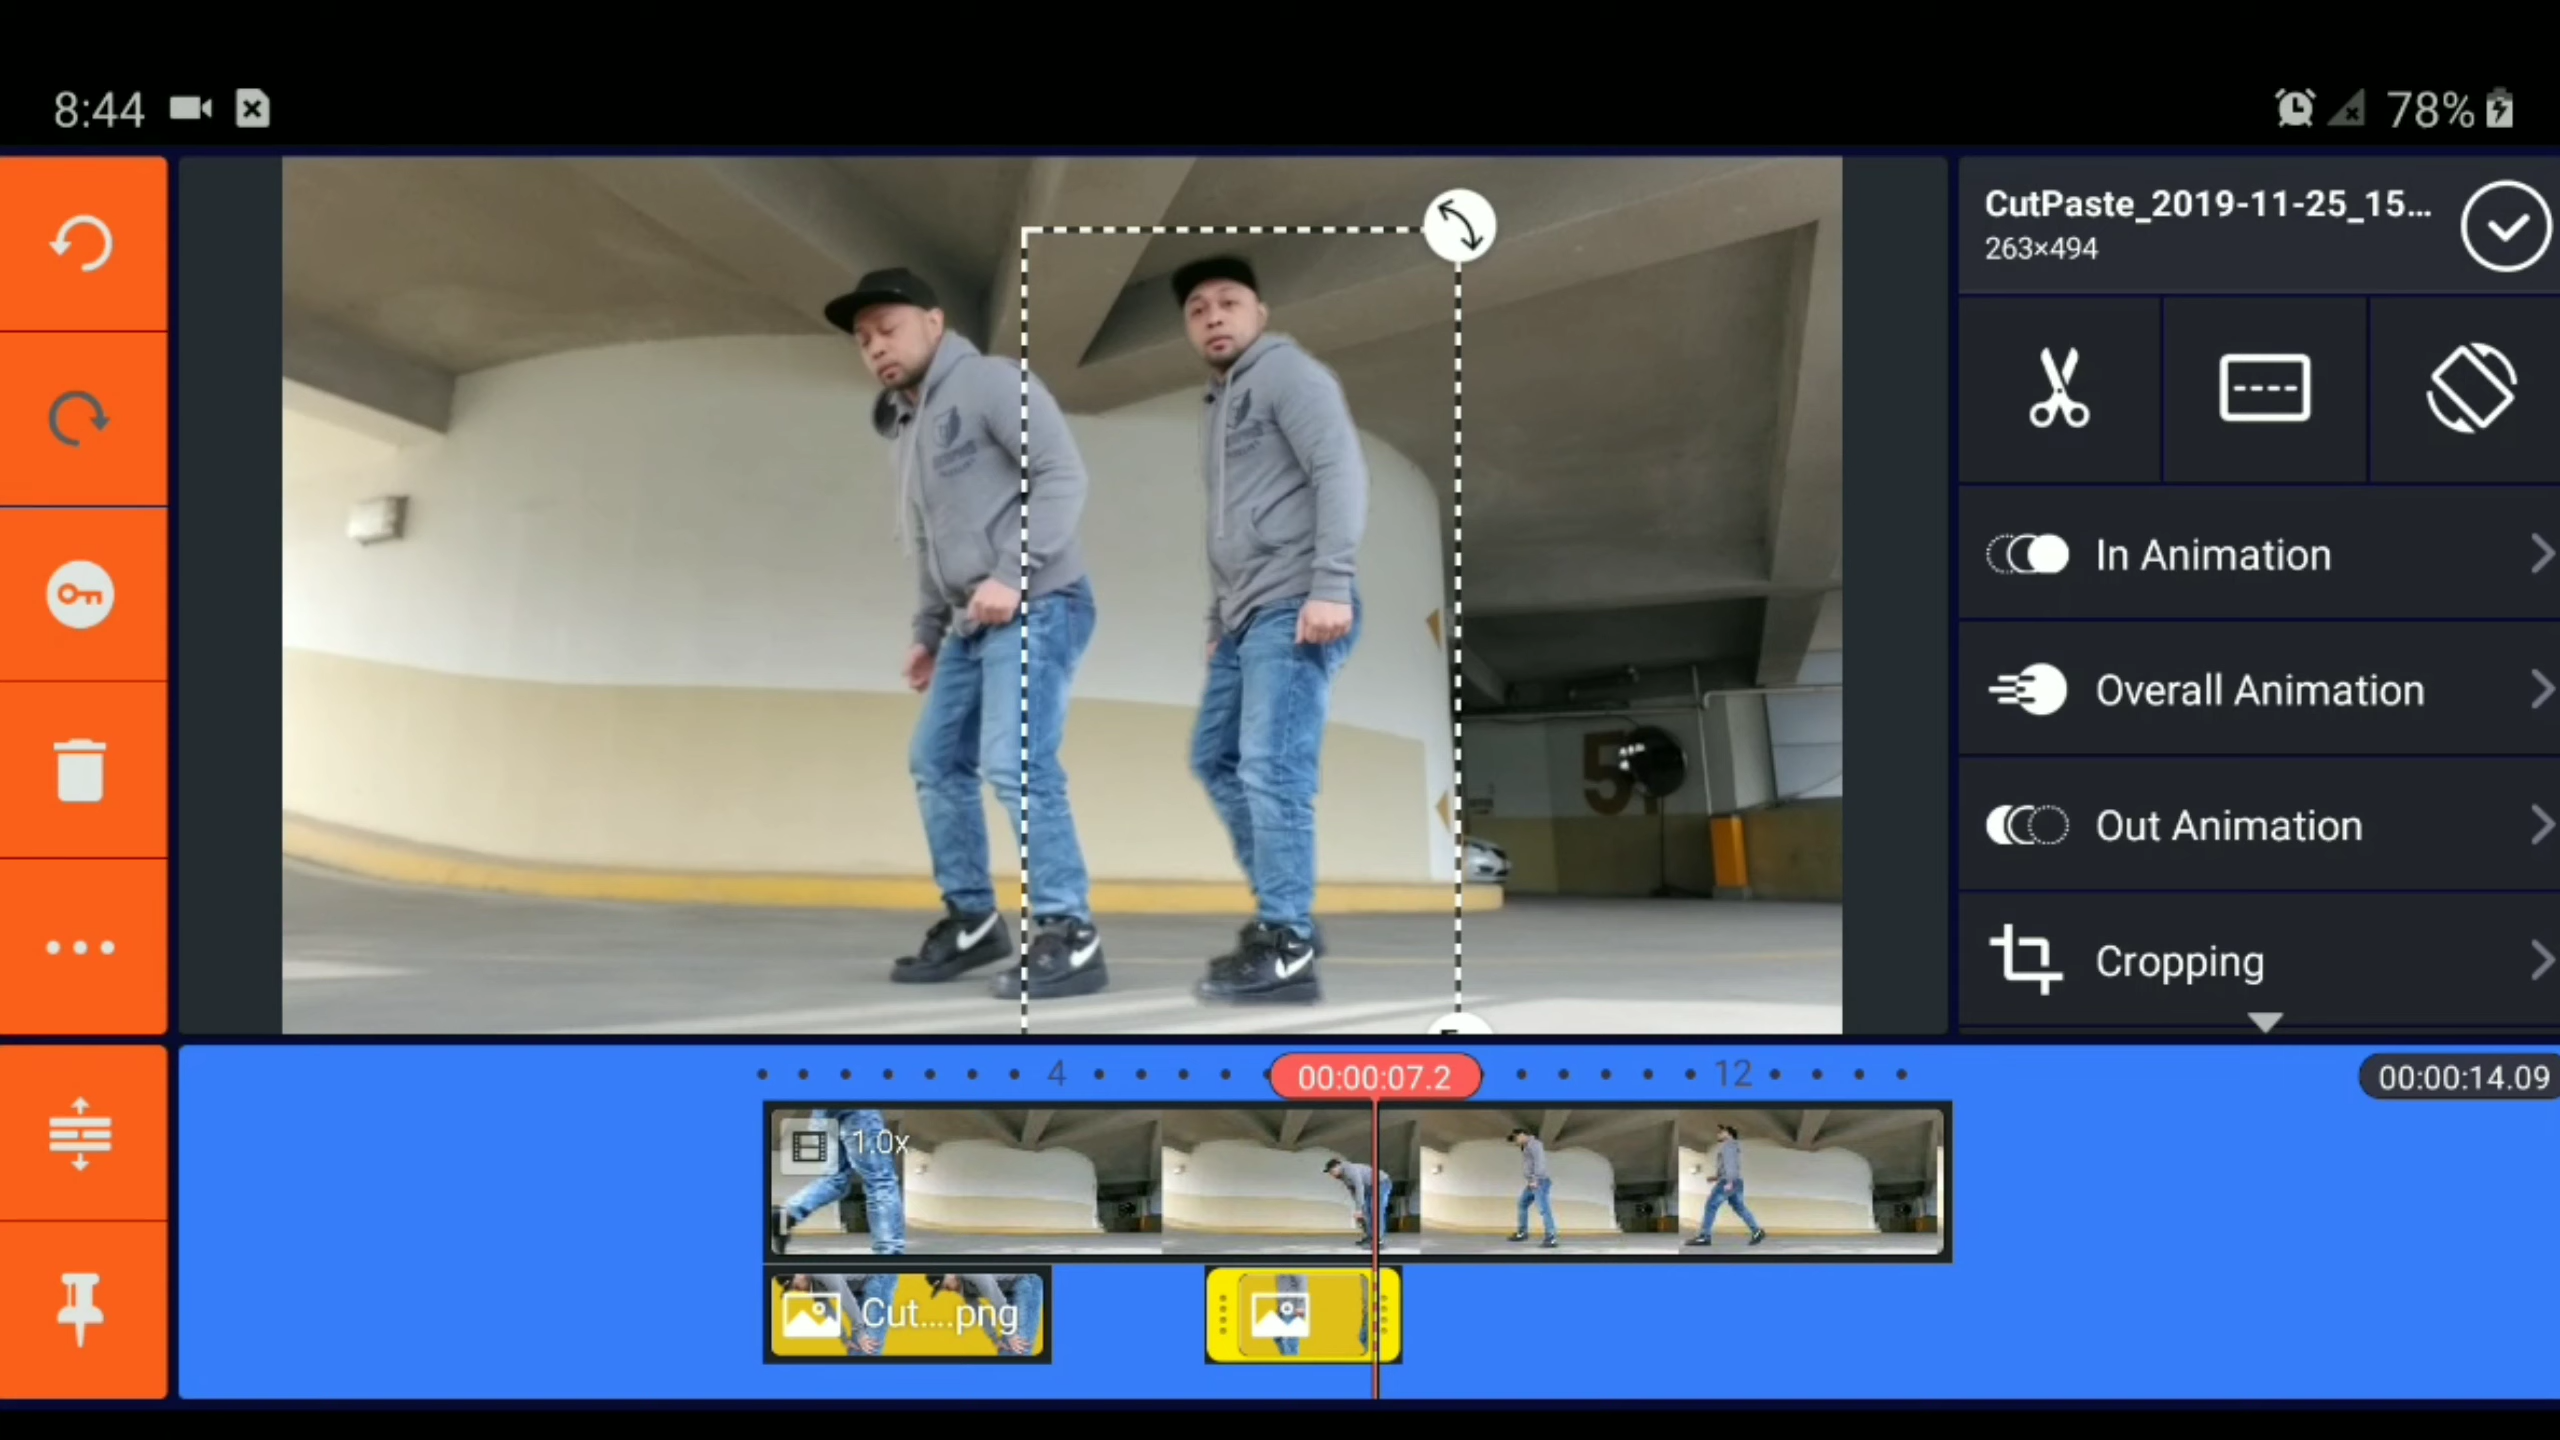 8:44
78%
CutPaste_2019-11-25_15...
263×494
In Animation
Overall Animation
Out Animation
Cropping
4
00:00:07.2
12
00:00:14.09
1.0x
Cut....png